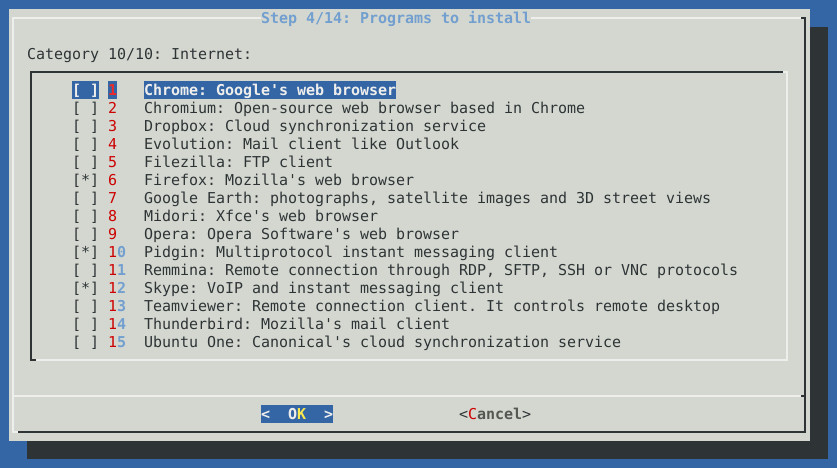 Step 4/14: Programs to install
Category 10/10: Internet:
[ ] 1 Chrome: Google's web browser
[ ] 2 Chromium: Open-source web browser based in Chrome
[ ] 3 Dropbox: Cloud synchronization service
[ ] 4 Evolution: Mail client like Outlook
[ ] 5 Filezilla: FTP client
[*] 6 Firefox: Mozilla's web browser
[ ] 7 Google Earth: photographs, satellite images and 3D street views
[ ] 8 Midori: Xfce's web browser
[ ] 9 Opera: Opera Software's web browser
[*] 10 Pidgin: Multiprotocol instant messaging client
[ ] 11 Remmina: Remote connection through RDP, SFTP, SSH or VNC protocols
[*] 12 Skype: VoIP and instant messaging client
[ ] 13 Teamviewer: Remote connection client. It controls remote desktop
[ ] 14 Thunderbird: Mozilla's mail client
[ ] 15 Ubuntu One: Canonical's cloud synchronization service
< OK > <Cancel>